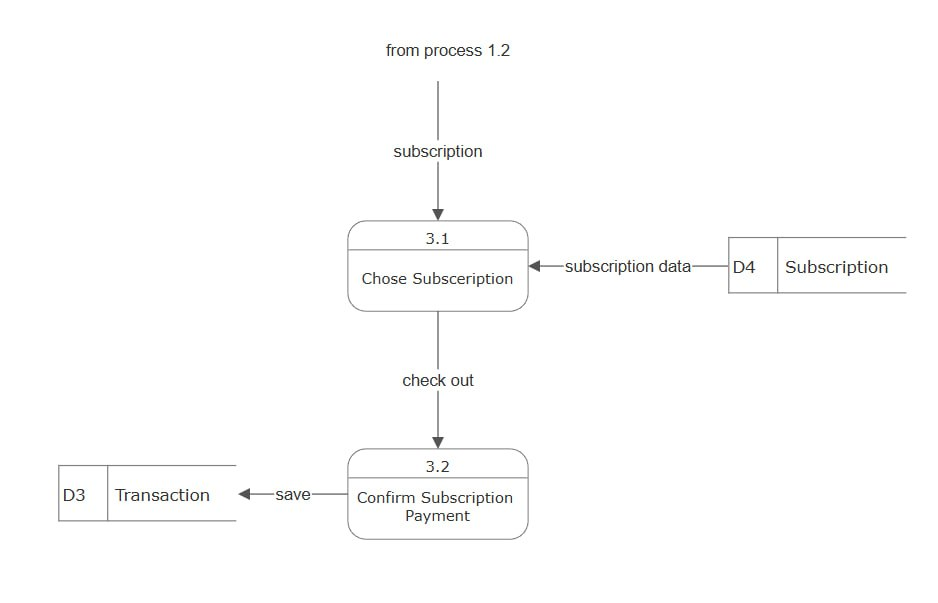 from process 1.2
subscription
3.1
Chose Subsceription
subscription data
D4
Subscription
check out
3.2
Confirm Subscription
Payment
save
D3
Transaction